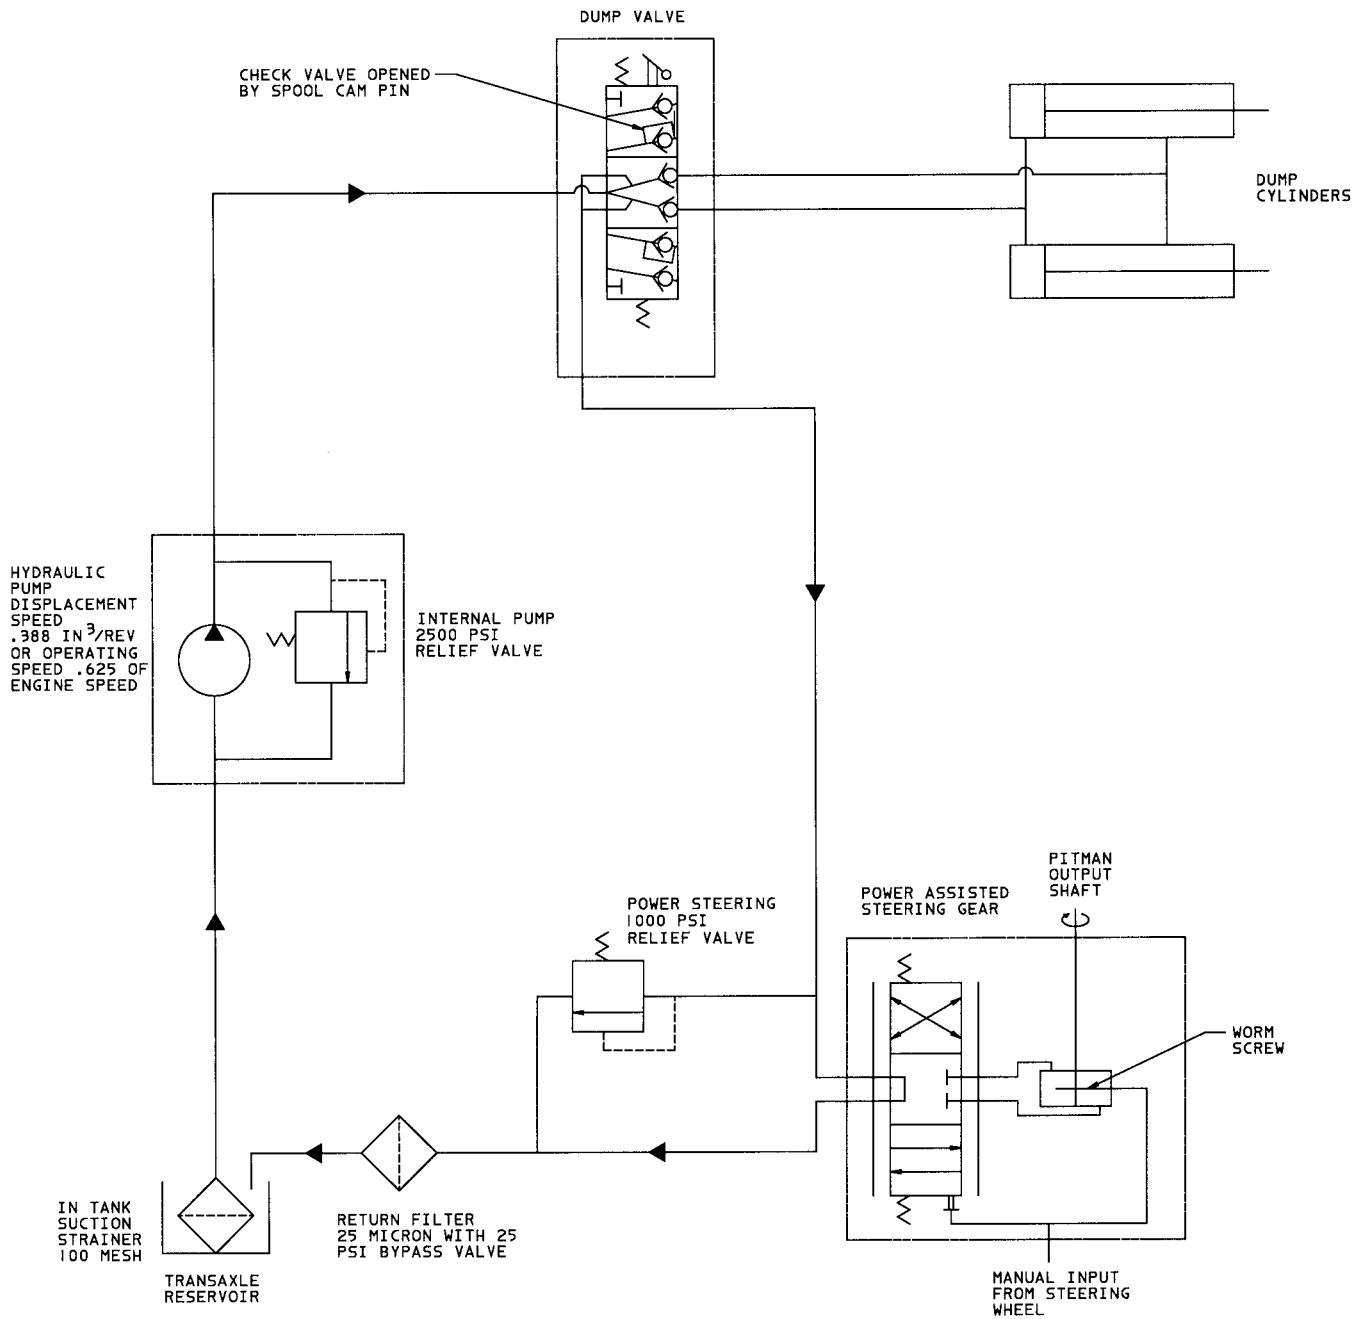 DUMP VALVE
CHECK VALVE OPENED
BY SPOOL CAM PIN
DUMP
CYLINDERS
HYDRAULIC
PUMP
DISPLACEMENT
SPEED
.388 IN³/REV
OR OPERATING
SPEED .625 OF
ENGINE SPEED
INTERNAL PUMP
2500 PSI
RELIEF VALVE
PITMAN
OUTPUT
SHAFT
POWER ASSISTED
STEERING GEAR
POWER STEERING
1000 PSI
RELIEF VALVE
WORM
SCREW
IN TANK
SUCTION
STRAINER
100 MESH
RETURN FILTER
25 MICRON WITH 25
PSI BYPASS VALVE
TRANSAXLE
RESERVOIR
MANUAL INPUT
FROM STEERING
WHEEL